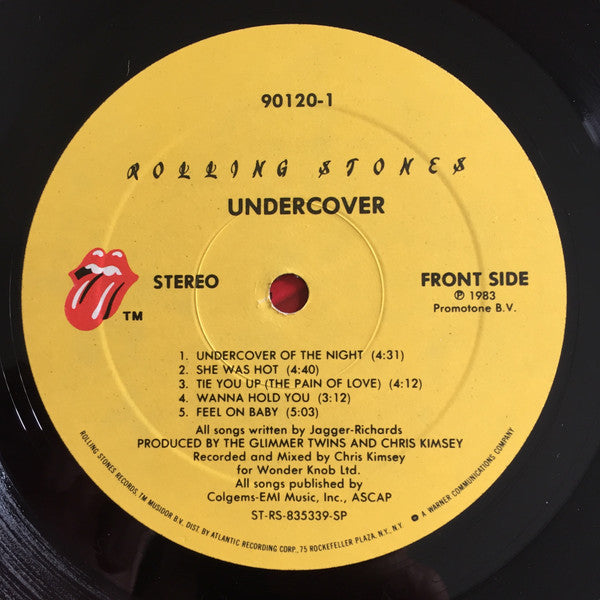 90120-1
ROLLING STONES
UNDERCOVER
STEREO
TM
FRONT SIDE
℗ 1983
Promotone B.V.
1. UNDERCOVER OF THE NIGHT (4:31)
2. SHE WAS HOT (4:40)
3. TIE YOU UP (THE PAIN OF LOVE) (4:12)
4. WANNA HOLD YOU (3:12)
5. FEEL ON BABY (5:03)
All songs written by Jagger-Richards
PRODUCED BY THE GLIMMER TWINS AND CHRIS KIMSEY
Recorded and Mixed by Chris Kimsey
for Wonder Knob Ltd.
All songs published by
Colgems-EMI Music, Inc., ASCAP
ST-RS-835339-SP
ROLLING STONES RECORDS, TM MUSIDOR B.V. DIST. BY ATLANTIC RECORDING CORP., 75 ROCKEFELLER PLAZA, N.Y., N.Y. A WARNER COMMUNICATIONS COMPANY